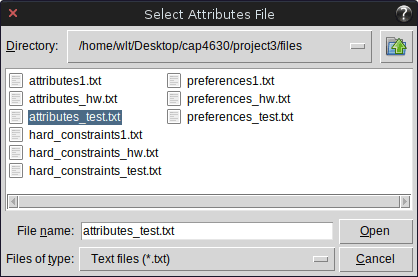 Select Attributes File
?
Directory: /home/wlt/Desktop/cap4630/project3/files
attributes1.txt
attributes_hw.txt
attributes_test.txt
hard_constraints1.txt
hard_constraints_hw.txt
hard_constraints_test.txt
preferences1.txt
preferences_hw.txt
preferences_test.txt
File name: attributes_test.txt Open
Files of type: Text files (*.txt) Cancel